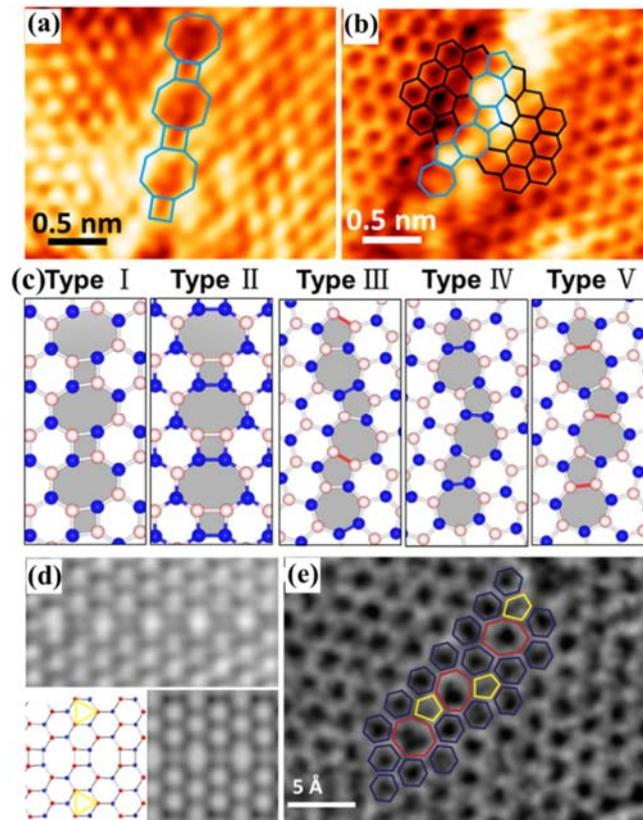 (a)
(b)
0.5 nm
0.5 nm
(c) Type Ⅰ Type Ⅱ Type Ⅲ Type Ⅳ Type Ⅴ
(d)
(e)
5 Å